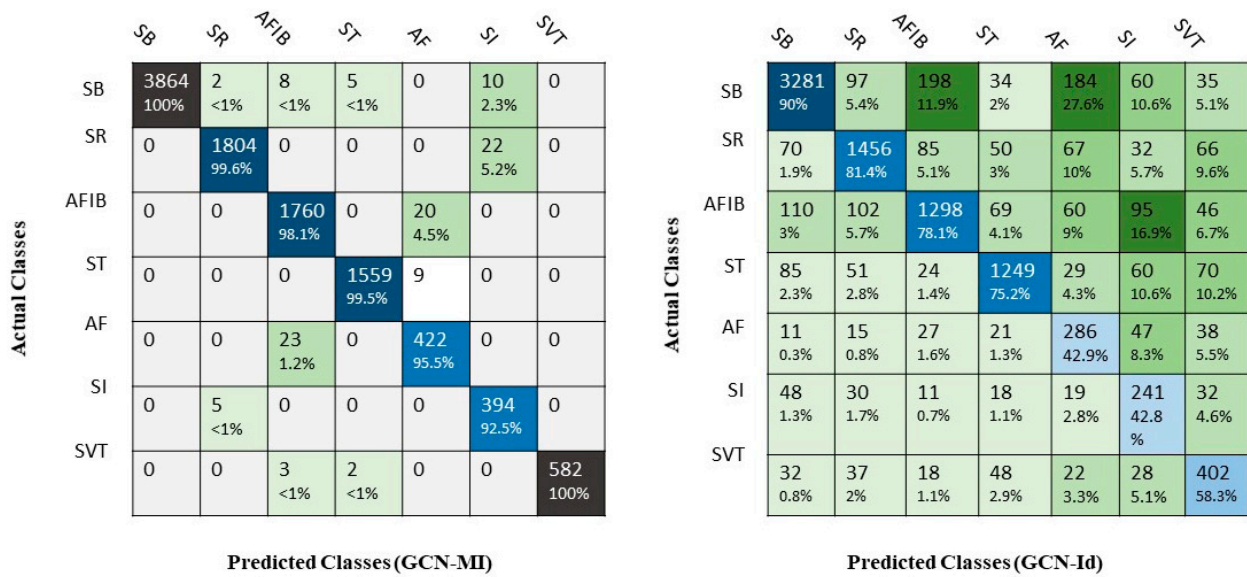 SB SR AFIB ST AF SI SVT
SB 3864 2 8 5 0 10 0
100% <1% <1% <1% 2.3%
SR 0 1804 0 0 0 22 0
99.6% 5.2%
AFIB 0 0 1760 0 20 0 0
98.1% 4.5%
ST 0 0 0 1559 9 0 0
99.5%
AF 0 0 23 0 422 0 0
1.2% 95.5%
SI 0 5 0 0 0 394 0
<1% 92.5%
SVT 0 0 3 2 0 0 582
<1% <1% 100%
Actual Classes
Predicted Classes (GCN-MI)
SB SR AFIB ST AF SI SVT
SB 3281 97 198 34 184 60 35
90% 5.4% 11.9% 2% 27.6% 10.6% 5.1%
SR 70 1456 85 50 67 32 66
1.9% 81.4% 5.1% 3% 10% 5.7% 9.6%
AFIB 110 102 1298 69 60 95 46
3% 5.7% 78.1% 4.1% 9% 16.9% 6.7%
ST 85 51 24 1249 29 60 70
2.3% 2.8% 1.4% 75.2% 4.3% 10.6% 10.2%
AF 11 15 27 21 286 47 38
0.3% 0.8% 1.6% 1.3% 42.9% 8.3% 5.5%
SI 48 30 11 18 19 241 32
1.3% 1.7% 0.7% 1.1% 2.8% 42.8 4.6%
%
SVT 32 37 18 48 22 28 402
0.8% 2% 1.1% 2.9% 3.3% 5.1% 58.3%
Actual Classes
Predicted Classes (GCN-Id)